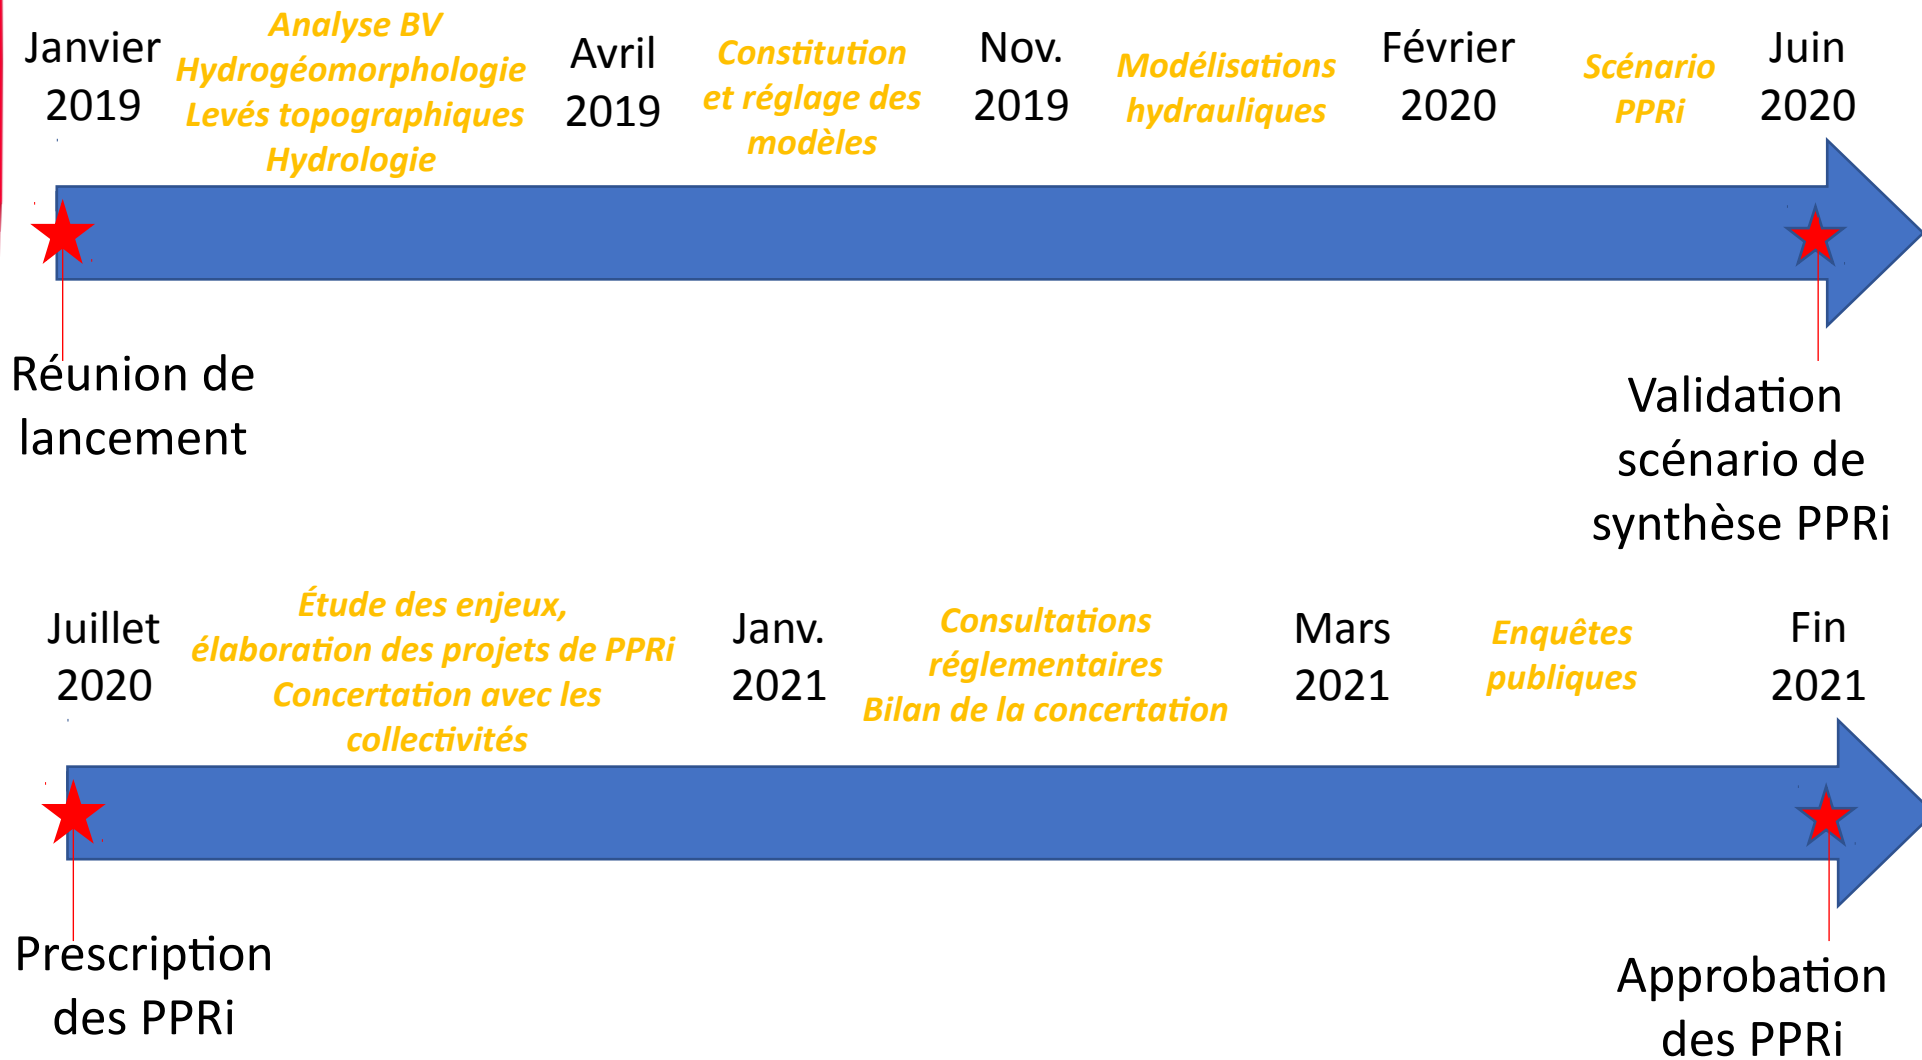 Janvier
2019
Analyse BV
Hydrogéomorphologie
Levés topographiques
Hydrologie
Avril
2019
Constitution
et réglage des
modèles
Nov.
2019
Modélisations
hydrauliques
Février
2020
Scénario
PPRi
Juin
2020
Réunion de
lancement
Validation
scénario de
synthèse PPRi
Juillet
2020
Étude des enjeux,
élaboration des projets de PPRi
Concertation avec les
collectivités
Janv.
2021
Consultations
réglementaires
Bilan de la concertation
Mars
2021
Enquêtes
publiques
Fin
2021
Prescription
des PPRi
Approbation
des PPRi